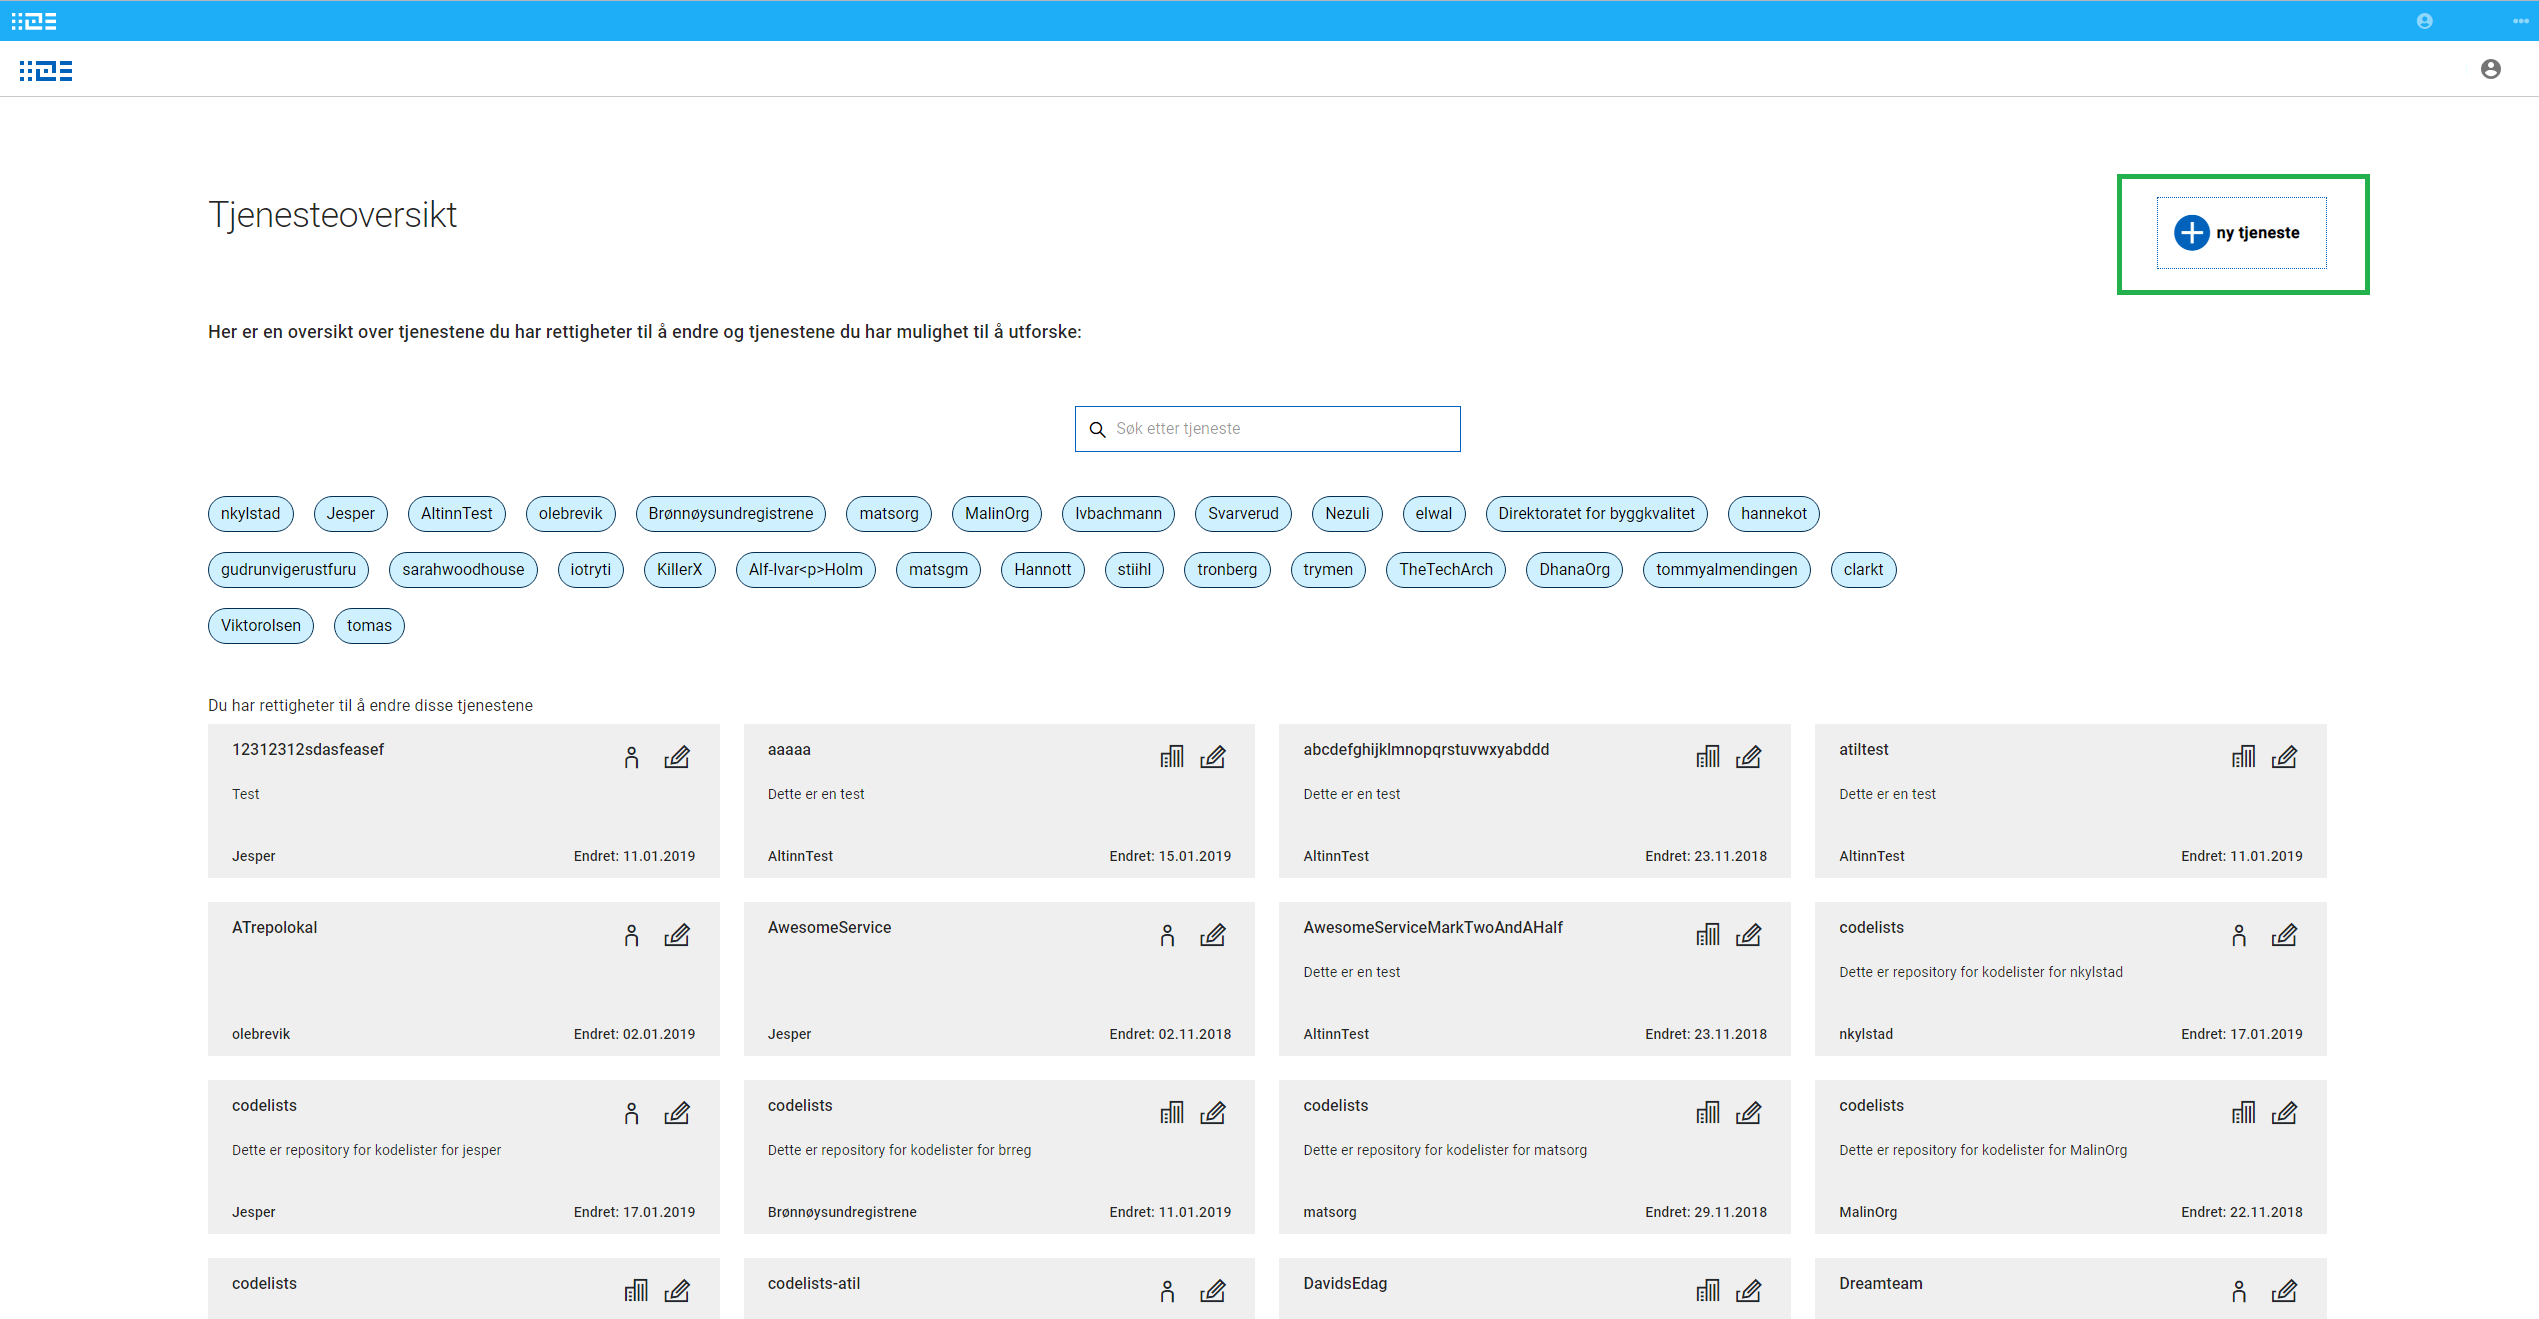 Tjenesteoversikt
ny tjeneste
Her er en oversikt over tjenestene du har rettigheter til å endre og tjenestene du har mulighet til å utforske:
Søk etter tjeneste
nkylstad Jesper AltinnTest olebrevik Brønnøysundregistrene matsorg MalinOrg Ivbachmann Svarverud Nezuli elwal Direktoratet for byggkvalitet hannekot
gudrunvigerustfuru sarahwoodhouse iotryti KillerX Alf-Ivar<p>Holm matsgm Hannott stiihl tronberg trymen TheTechArch DhanaOrg tommyalmendingen clarkt
Viktorolsen tomas
Du har rettigheter til å endre disse tjenestene
12312312sdasfeasef
Test
Jesper Endret: 11.01.2019
aaaaa
Dette er en test
AltinnTest Endret: 15.01.2019
abcdefghijklmnopqrstuvwxyabddd
Dette er en test
AltinnTest Endret: 23.11.2018
atiltest
Dette er en test
AltinnTest Endret: 11.01.2019
ATrepolokal
olebrevik Endret: 02.01.2019
AwesomeService
Jesper Endret: 02.11.2018
AwesomeServiceMarkTwoAndAHalf
Dette er en test
AltinnTest Endret: 23.11.2018
codelists
Dette er repository for kodelister for nkylstad
nkylstad Endret: 17.01.2019
codelists
Dette er repository for kodelister for jesper
Jesper Endret: 17.01.2019
codelists
Dette er repository for kodelister for brreg
Brønnøysundregistrene Endret: 11.01.2019
codelists
Dette er repository for kodelister for matsorg
matsorg Endret: 29.11.2018
codelists
Dette er repository for kodelister for MalinOrg
MalinOrg Endret: 22.11.2018
codelists
codelists-atil
DavidsEdag
Dreamteam